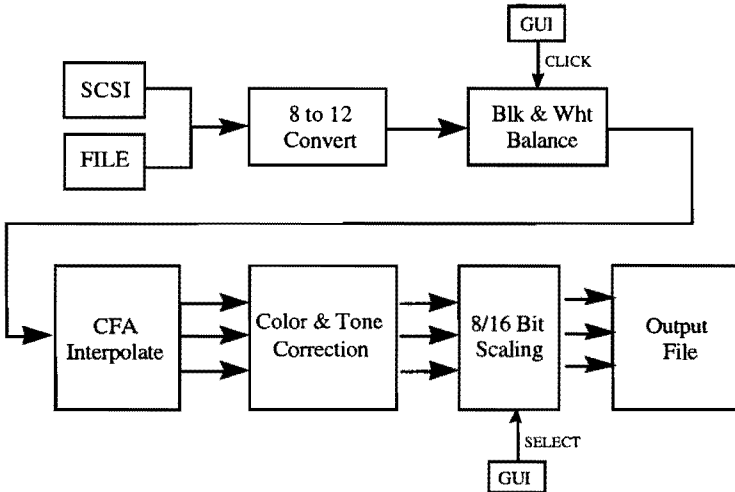 GUI
CLICK
SCSI
FILE
8 to 12
Convert
Blk & Wht
Balance
CFA
Interpolate
Color & Tone
Correction
8/16 Bit
Scaling
Output
File
SELECT
GUI